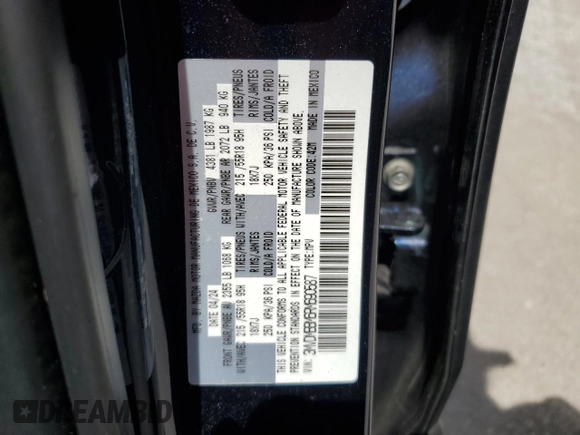 MFD. BY MAZDA MOTOR MANUFACTURING DE MEXICO S.A. DE C.V.
DATE 04/24 GVWR/PNBV 4381 LB 1987 KG
FRONT GAWR/PNBE AV 2355 LB 1068 KG REAR GAWR/PNBE AR 2072 LB 940 KG
WITH/AVEC 215/55R18 95H TIRES/PNEUS WITH/AVEC 215/55R18 95H TIRES/PNEUS
18X7J RIMS/JANTES 18X7J RIMS/JANTES
250 KPA/36 PSI COLD/A FROID 250 KPA/36 PSI COLD/A FROID
THIS VEHICLE CONFORMS TO ALL APPLICABLE FEDERAL MOTOR VEHICLE SAFETY AND THEFT
PREVENTION STANDARDS IN EFFECT ON THE DATE OF MANUFACTURE SHOWN ABOVE.
VIN: TYPE:MPV COLOR CODE:42M MADE IN MEXICO
DREAMBID